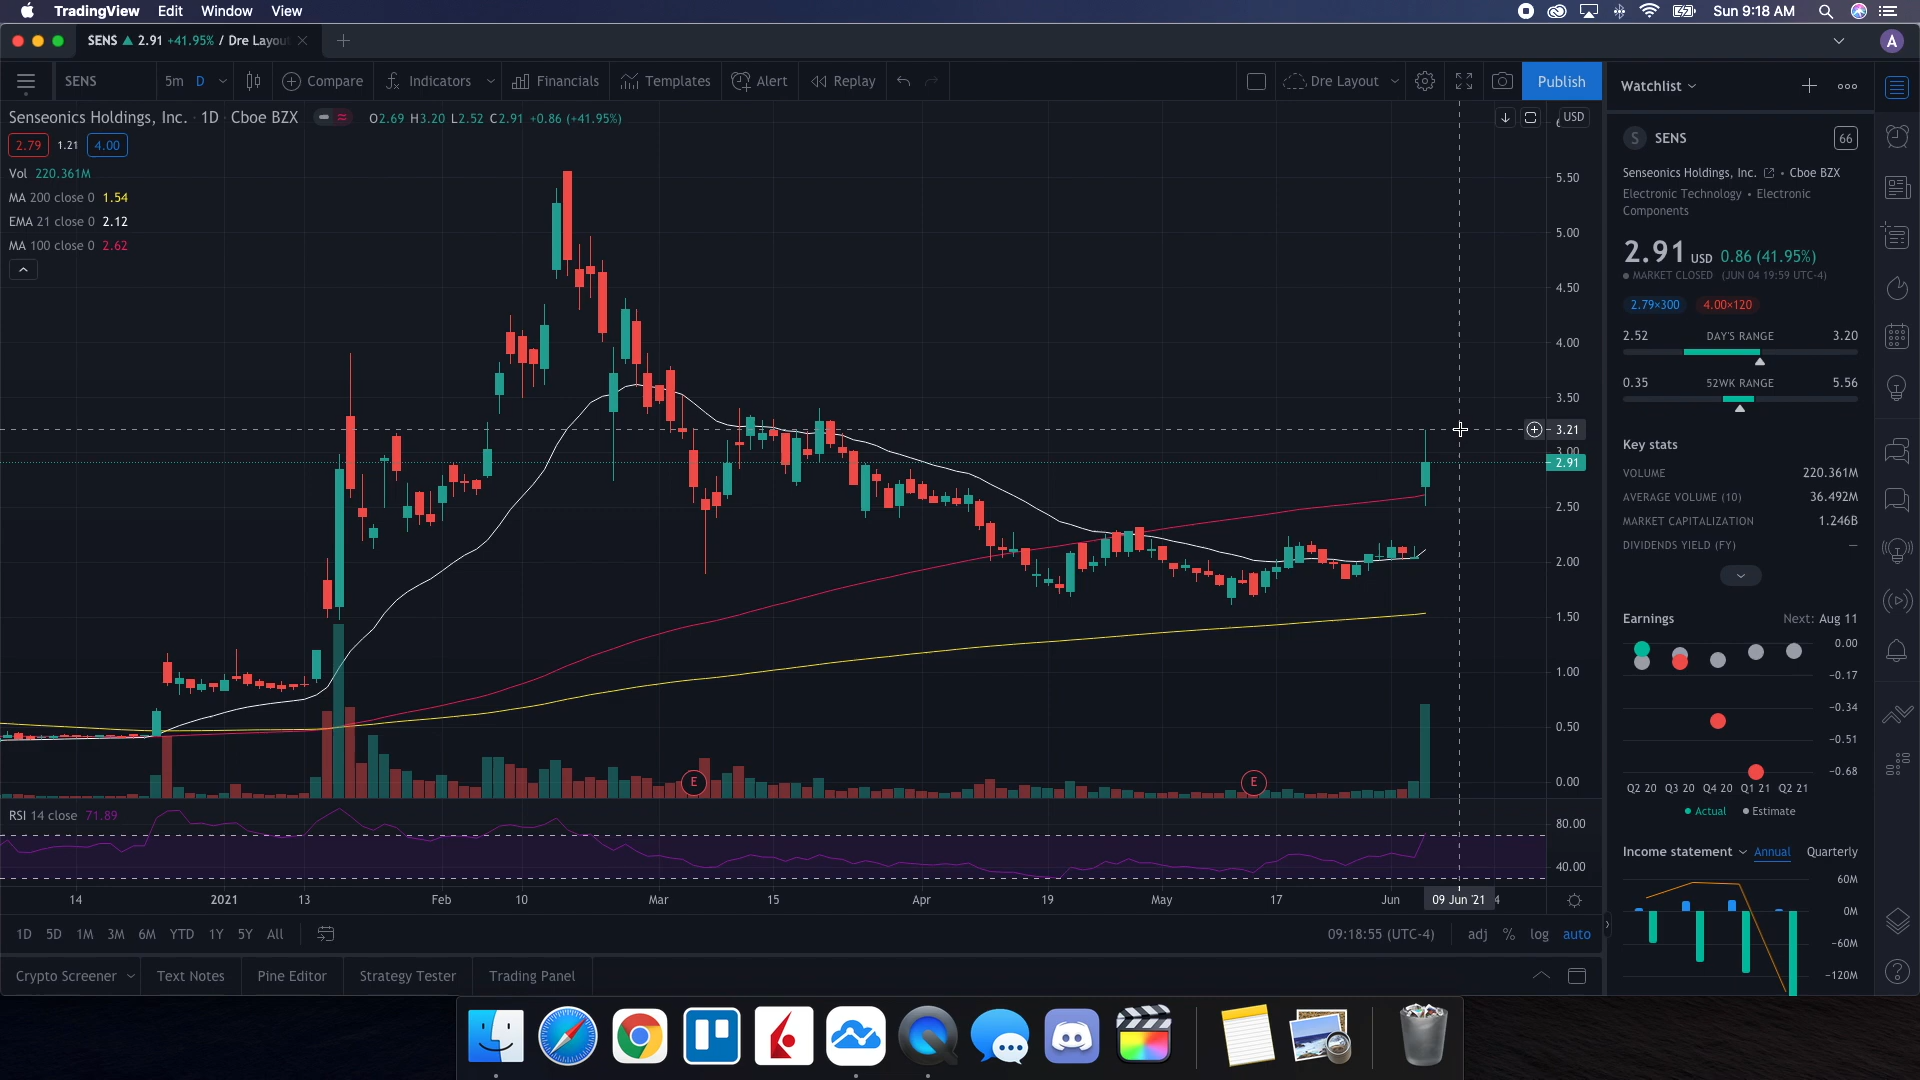 TradingView Edit Window View Sun 9:18 AM
SENS ▲ 2.91 +41.95% / Dre Layou
A
SENS 5m D Compare Indicators Financials Templates Alert Replay Dre Layout Publish
Senseonics Holdings, Inc. · 1D · Cboe BZX O2.69 H3.20 L2.52 C2.91 +0.86 (+41.95%)
USD
2.79 1.21 4.00
Vol 220.361M
MA 200 close 0 1.54
EMA 21 close 0 2.12
MA 100 close 0 2.62
5.50
5.00
4.50
4.00
3.50
3.21
3.00
2.91
2.50
2.00
1.50
1.00
0.50
0.00
E E
RSI 14 close 71.89
80.00
40.00
14 2021 13 Feb 10 Mar 15 Apr 19 May 17 Jun 09 Jun '21 4
1D 5D 1M 3M 6M YTD 1Y 5Y All 09:18:55 (UTC-4) adj % log auto
Crypto Screener Text Notes Pine Editor Strategy Tester Trading Panel
Watchlist
S SENS 66
Senseonics Holdings, Inc. • Cboe BZX
Electronic Technology • Electronic
Components
2.91 USD 0.86 (41.95%)
MARKET CLOSED (JUN 04 19:59 UTC-4)
2.79×300 4.00×120
2.52 DAY'S RANGE 3.20
0.35 52WK RANGE 5.56
Key stats
VOLUME 220.361M
AVERAGE VOLUME (10) 36.492M
MARKET CAPITALIZATION 1.246B
DIVIDENDS YIELD (FY) —
Earnings Next: Aug 11
0.00
-0.17
-0.34
-0.51
-0.68
Q2 20 Q3 20 Q4 20 Q1 21 Q2 21
Actual Estimate
Income statement Annual Quarterly
60M
0M
-60M
-120M